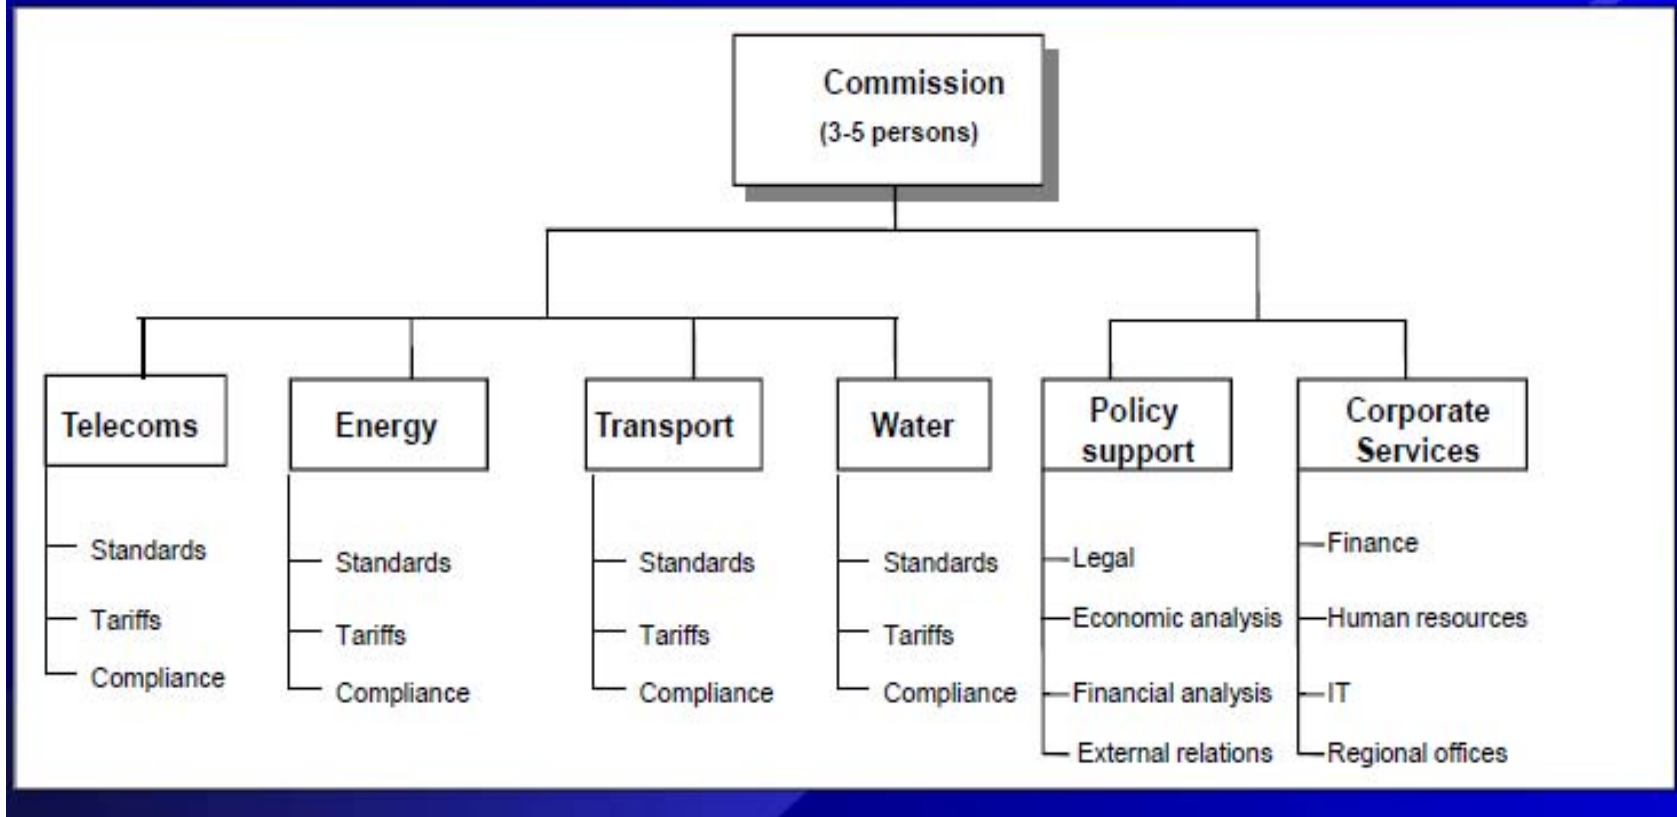 Commission
(3-5 persons)
Telecoms
Standards
Tariffs
Compliance
Energy
Standards
Tariffs
Compliance
Transport
Standards
Tariffs
Compliance
Water
Standards
Tariffs
Compliance
Policy
support
Legal
Economic analysis
Financial analysis
External relations
Corporate
Services
Finance
Human resources
IT
Regional offices